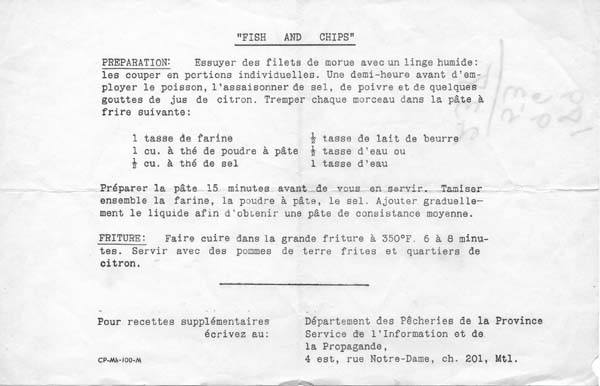 "FISH AND CHIPS"
PREPARATION: Essuyer des filets de morue avec un linge humide:
les couper en portions individuelles. Une demi-heure avant d'em-
ployer le poisson, l'assaisonner de sel, de poivre et de quelques
gouttes de jus de citron. Tremper chaque morceau dans la pâte à
frire suivante:
1 tasse de farine ½ tasse de lait de beurre
1 cu. à thé de poudre à pâte ½ tasse d'eau ou
½ cu. à thé de sel 1 tasse d'eau
Préparer la pâte 15 minutes avant de vous en servir. Tamiser
ensemble la farine, la poudre à pâte, le sel. Ajouter graduelle-
ment le liquide afin d'obtenir une pâte de consistance moyenne.
FRITURE: Faire cuire dans la grande friture à 350°F. 6 à 8 minu-
tes. Servir avec des pommes de terre frites et quartiers de
citron.
Pour recettes supplémentaires
écrivez au:
Département des Pêcheries de la Province
Service de l'Information et de
la Propagande,
4 est, rue Notre-Dame, ch. 201, Mtl.
CP-Mh-100-M